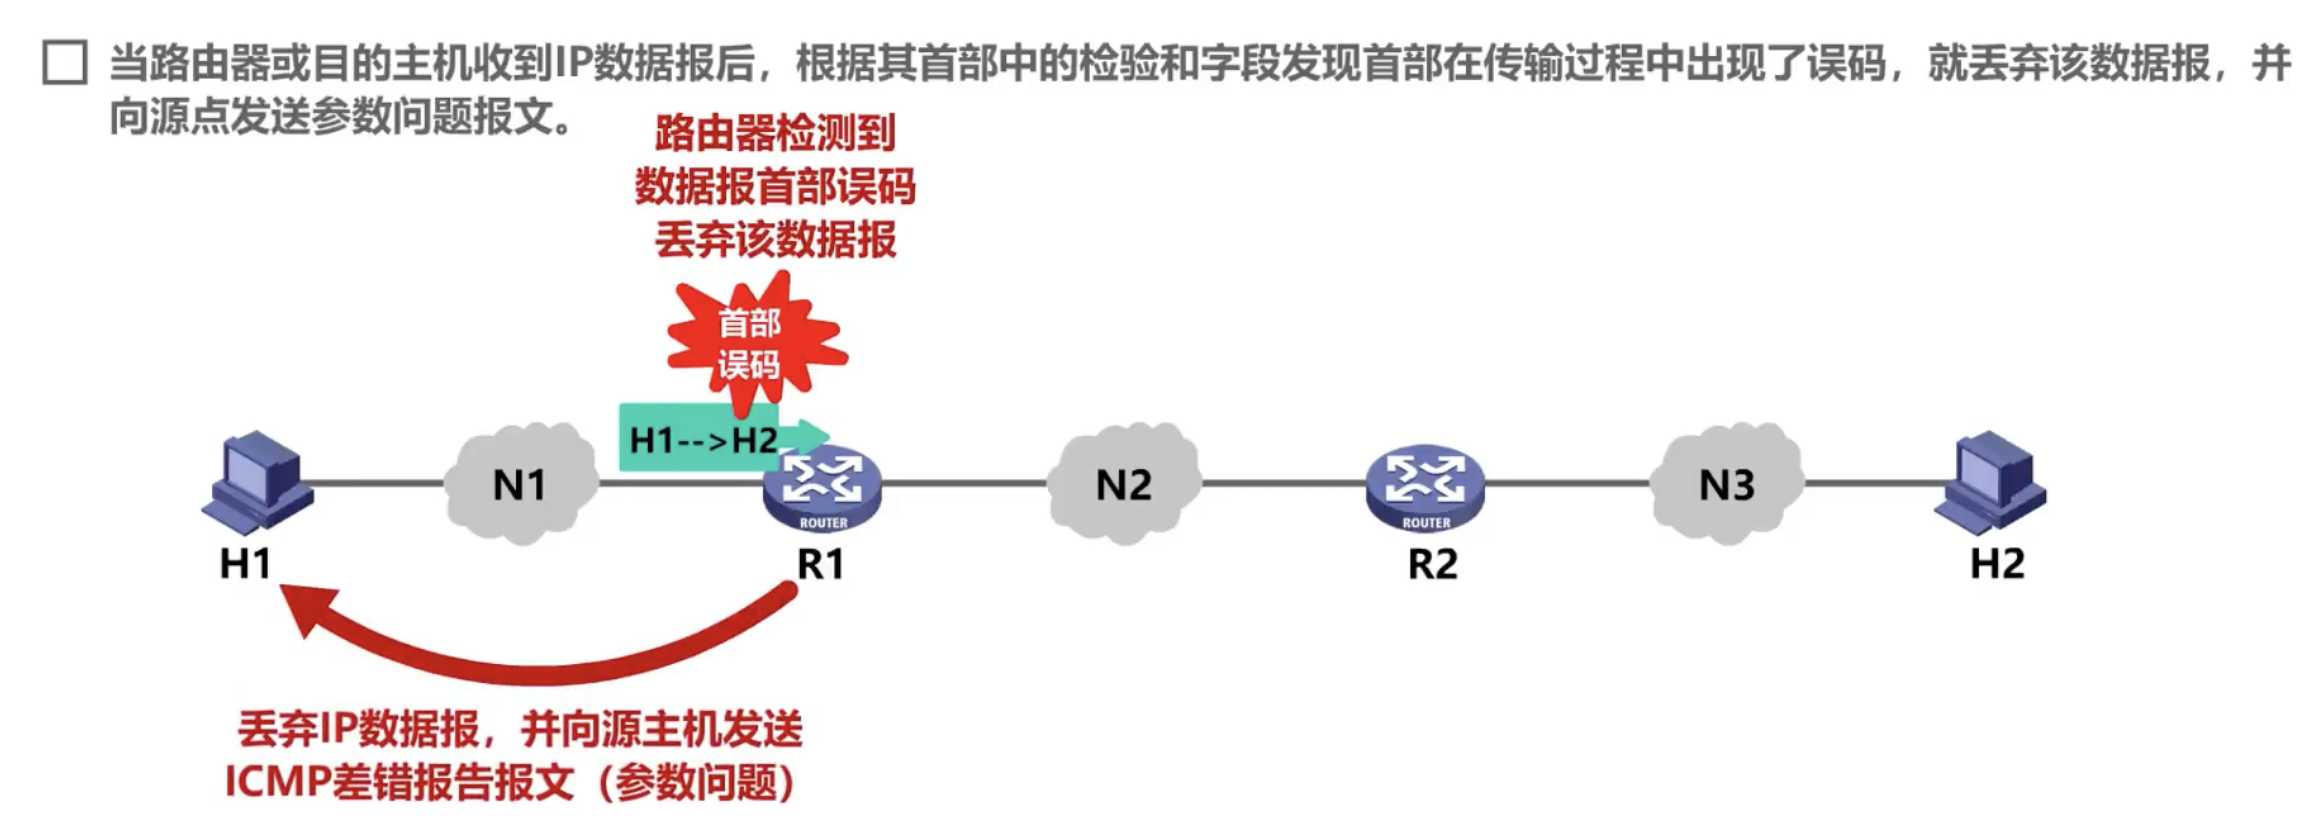 当路由器或目的主机收到IP数据报后，根据其首部中的检验和字段发现首部在传输过程中出现了误码，就丢弃该数据报，并
向源点发送参数问题报文。
路由器检测到
数据报首部误码
丢弃该数据报
首部
误码
H1-->H2
N1
ROUTER
N2
ROUTER
N3
H1
R1
R2
H2
丢弃IP数据报，并向源主机发送
ICMP差错报告报文（参数问题）